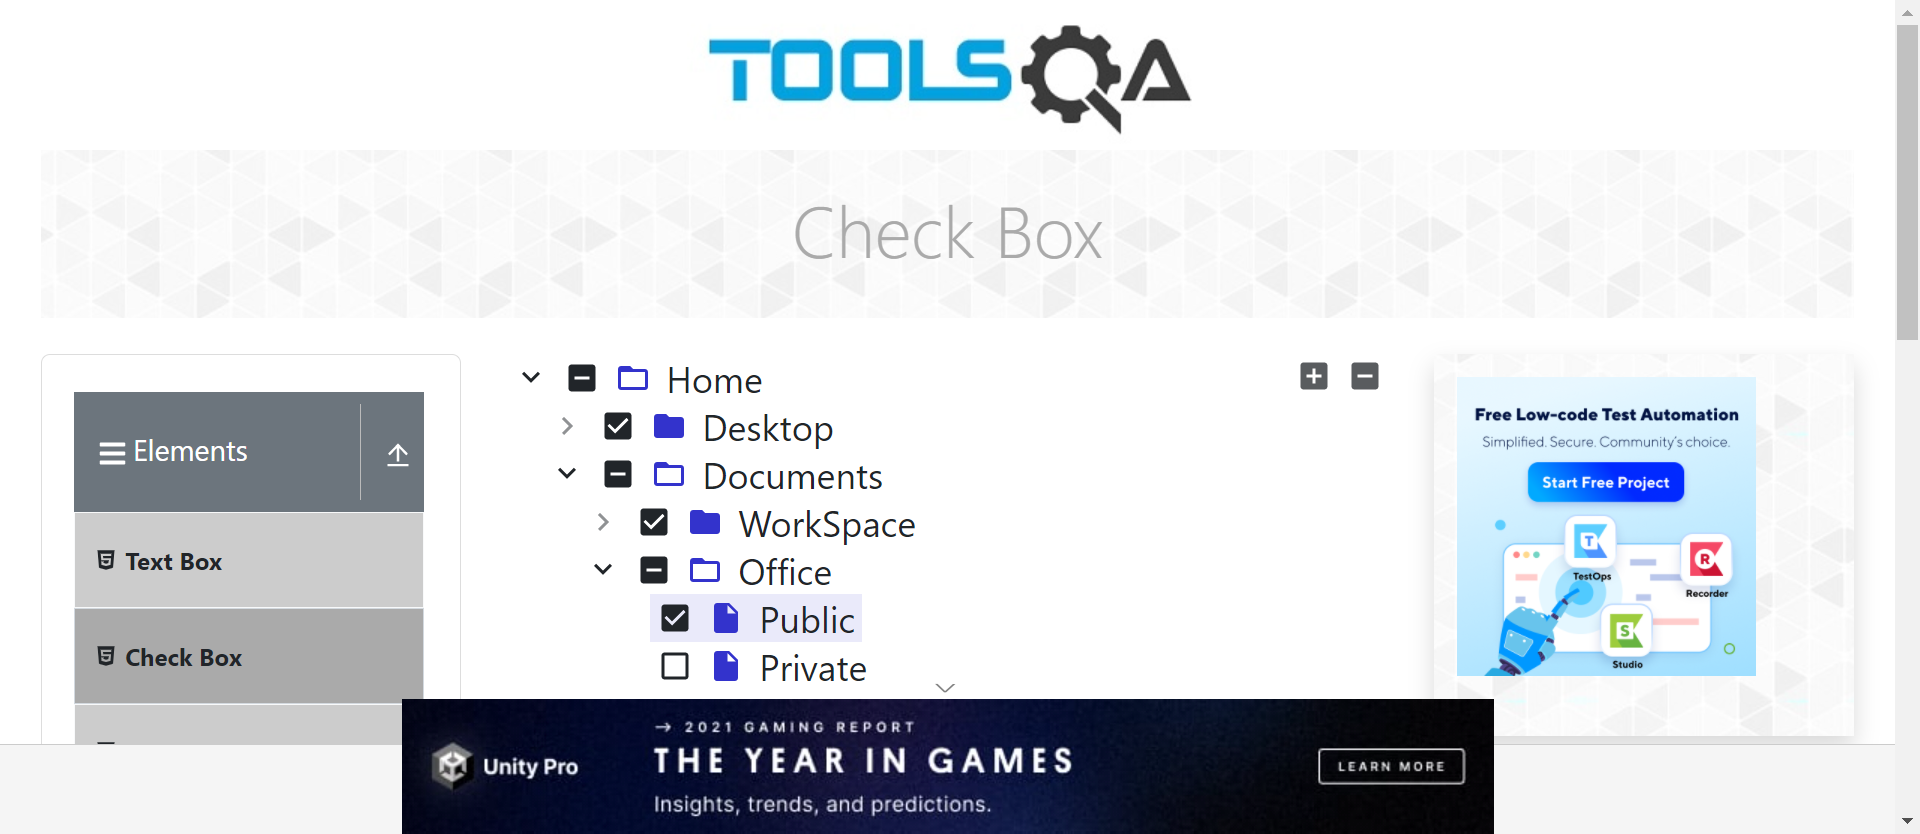 TOOLSQA
Check Box
Elements
Text Box
Check Box
Home
Desktop
Documents
WorkSpace
Office
Public
Private
Free Low-code Test Automation
Simplified. Secure. Community's choice.
Start Free Project
TestOps
Recorder
Studio
Unity Pro
→ 2021 GAMING REPORT
THE YEAR IN GAMES
Insights, trends, and predictions.
LEARN MORE